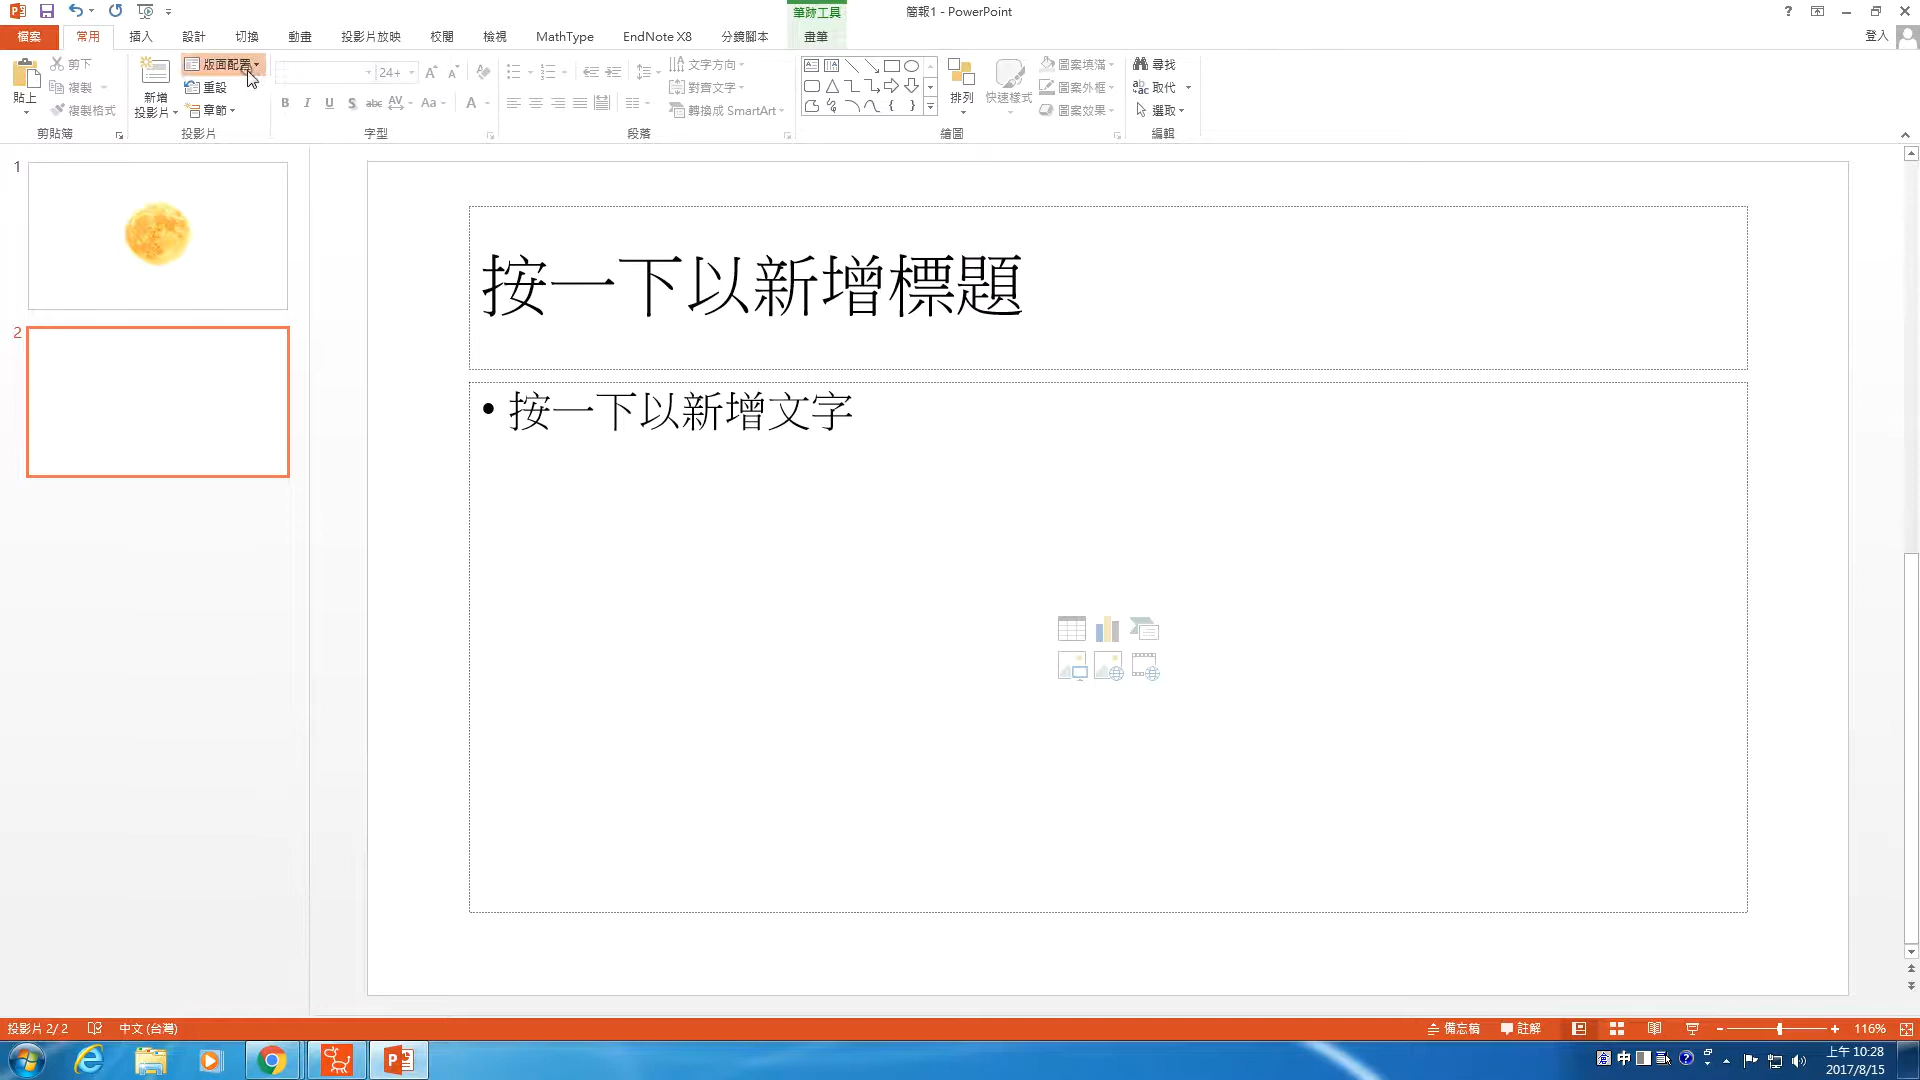 筆跡工具
簡報1 - PowerPoint
檔案 常用 插入 設計 切換 動畫 投影片放映 校閱 檢視 MathType EndNote X8 分鏡腳本 畫筆 登入
貼上
剪下
複製
複製格式
剪貼簿
新增
投影片
版面配置
重設
章節
投影片
24+
B I U S abc AV Aa A
字型
文字方向
對齊文字
轉換成 SmartArt
段落
排列
快速樣式
圖案填滿
圖案外框
圖案效果
繪圖
尋找
取代
選取
編輯
1
2
按一下以新增標題
• 按一下以新增文字
投影片 2/ 2 中文 (台灣) 備忘稿 註解 116%
中
上午 10:28
2017/8/15